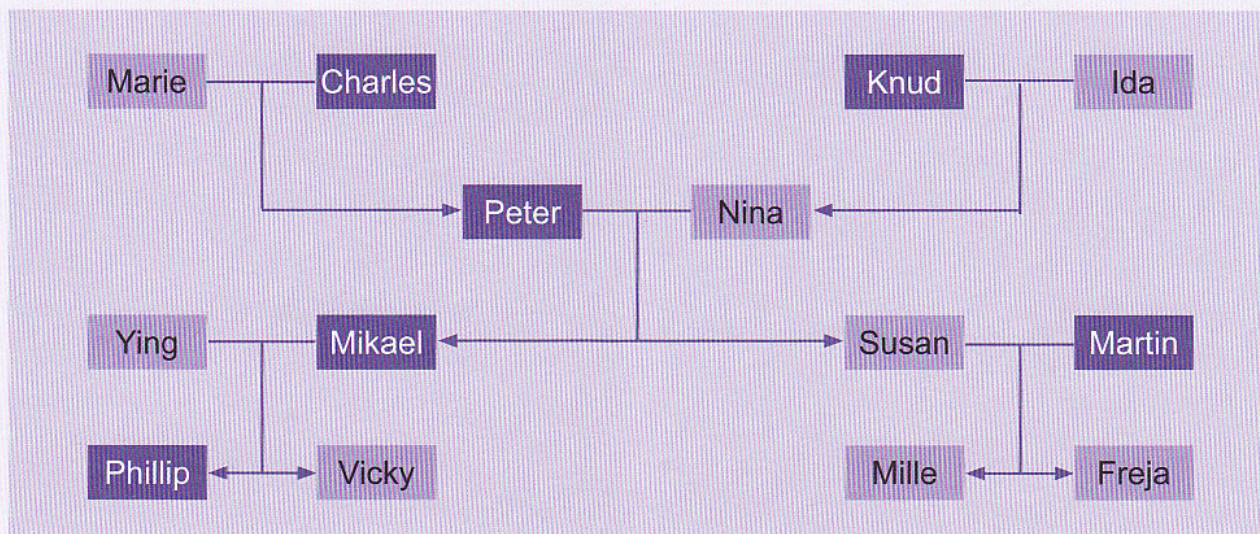 Marie Charles Knud Ida
Peter Nina
Ying Mikael Susan Martin
Phillip Vicky Mille Freja